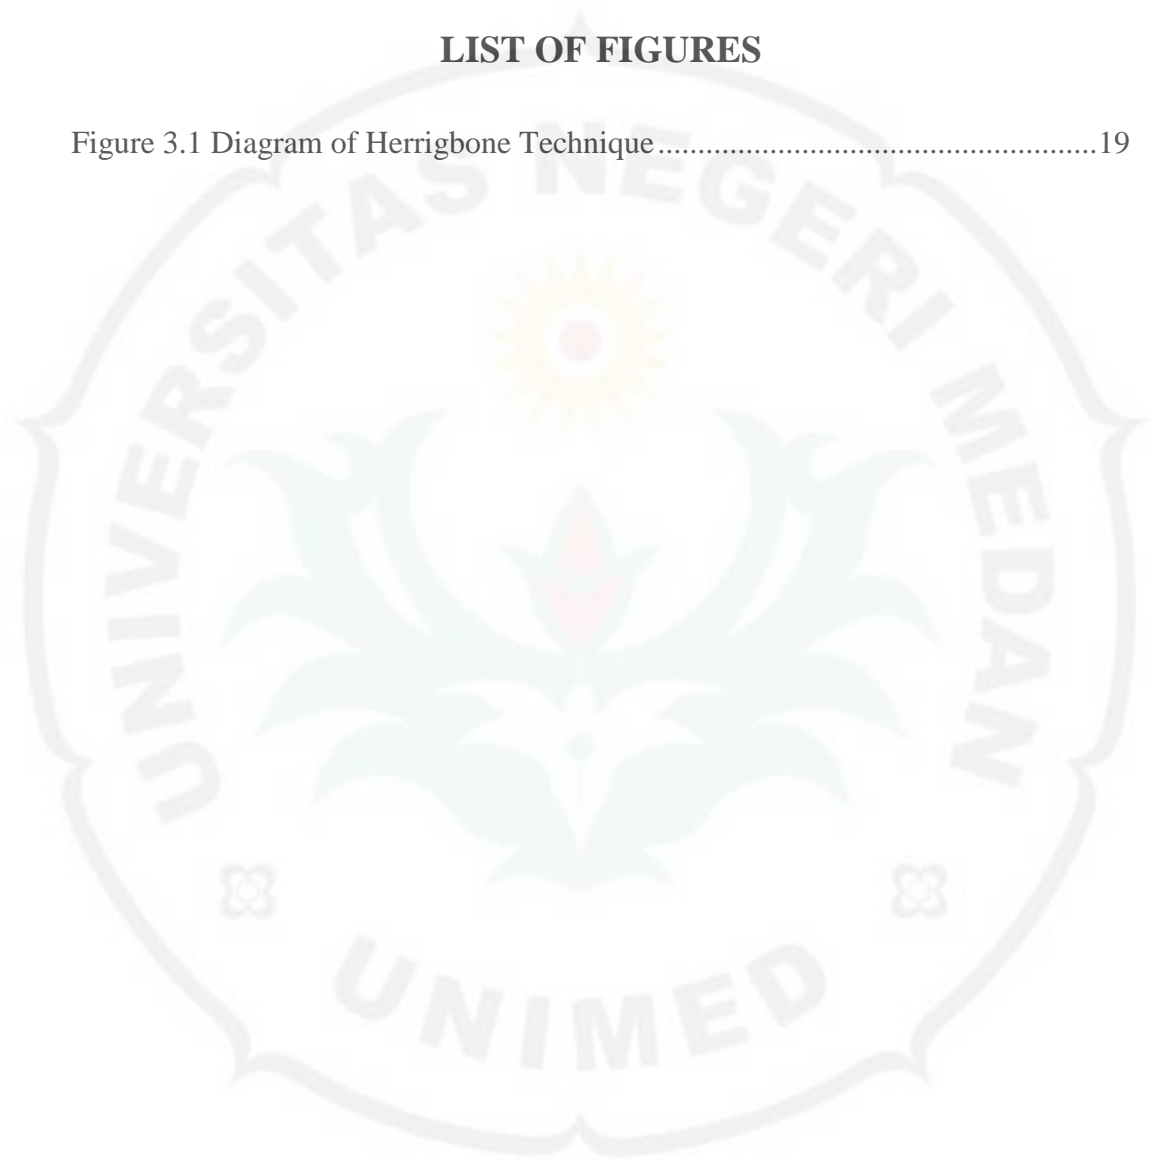 LIST OF FIGURES
Figure 3.1 Diagram of Herrigbone Technique.......................................................19
UNIVERSITAS NEGERI MEDAN
UNIMED